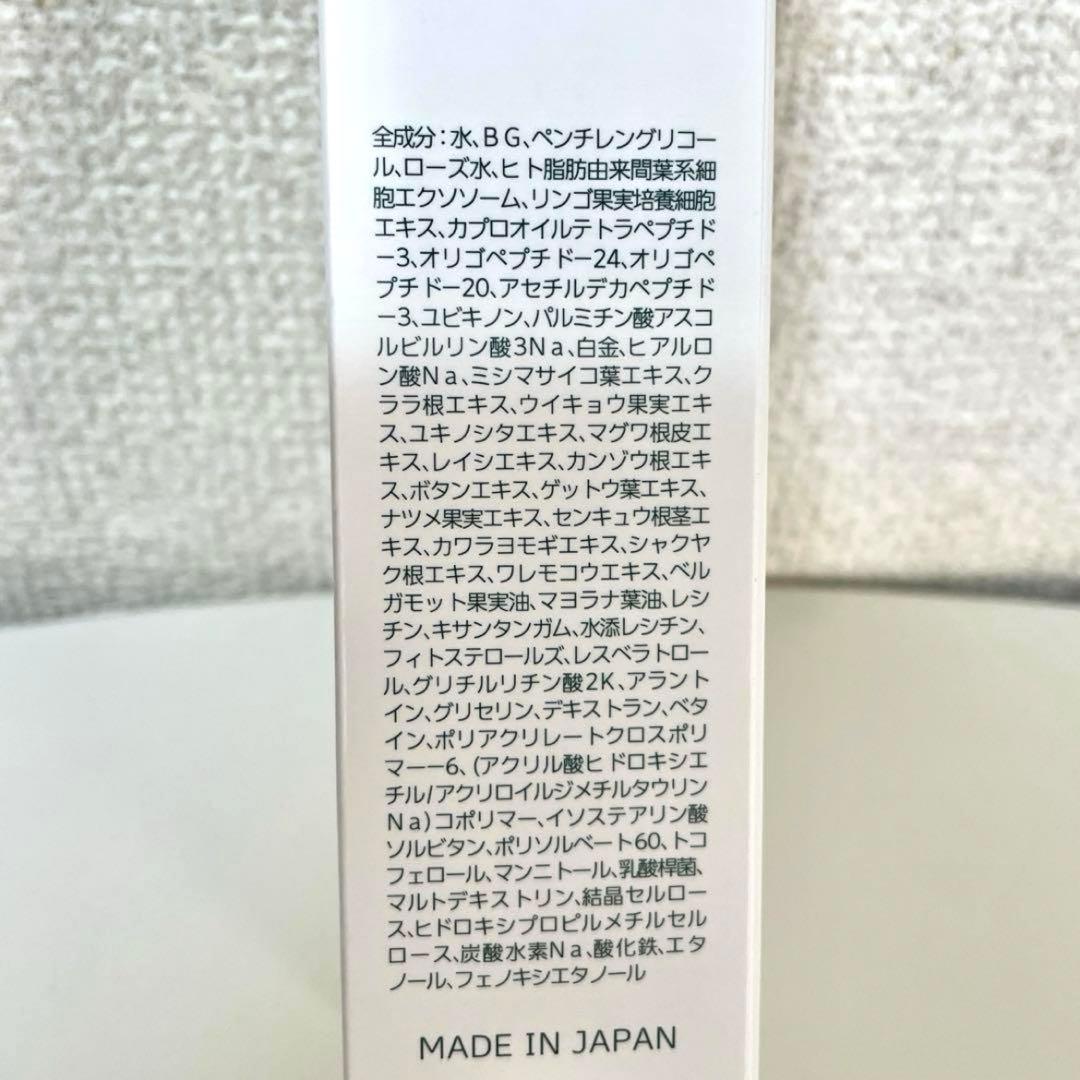 全成分：水、BG、ペンチレングリコー
ル、ローズ水、ヒト脂肪由来間葉系細
胞エクソソーム、リンゴ果実培養細胞
エキス、カプロオイルテトラペプチド
ー3、オリゴペプチドー24、オリゴペ
プチドー20、アセチルデカペプチド
ー3、ユビキノン、パルミチン酸アスコ
ルビルリン酸3Na、白金、ヒアルロ
ン酸Na、ミシマサイコ葉エキス、ク
ララ根エキス、ウイキョウ果実エキ
ス、ユキノシタエキス、マグワ根皮エ
キス、レイシエキス、カンゾウ根エキ
ス、ボタンエキス、ゲットウ葉エキス、
ナツメ果実エキス、センキュウ根茎エ
キス、カワラヨモギエキス、シャクヤ
ク根エキス、ワレモコウエキス、ベル
ガモット果実油、マヨラナ葉油、レシ
チン、キサンタンガム、水添レシチン、
フィトステロールズ、レスベラトロー
ル、グリチルリチン酸2K、アラント
イン、グリセリン、デキストラン、ベタ
イン、ポリアクリレートクロスポリ
マーー6、(アクリル酸ヒドロキシエ
チル/アクリロイルジメチルタウリン
Na)コポリマー、イソステアリン酸
ソルビタン、ポリソルベート60、トコ
フェロール、マンニトール、乳酸桿菌、
マルトデキストリン、結晶セルロー
ス、ヒドロキシプロピルメチルセル
ロース、炭酸水素Na、酸化鉄、エタ
ノール、フェノキシエタノール
MADE IN JAPAN